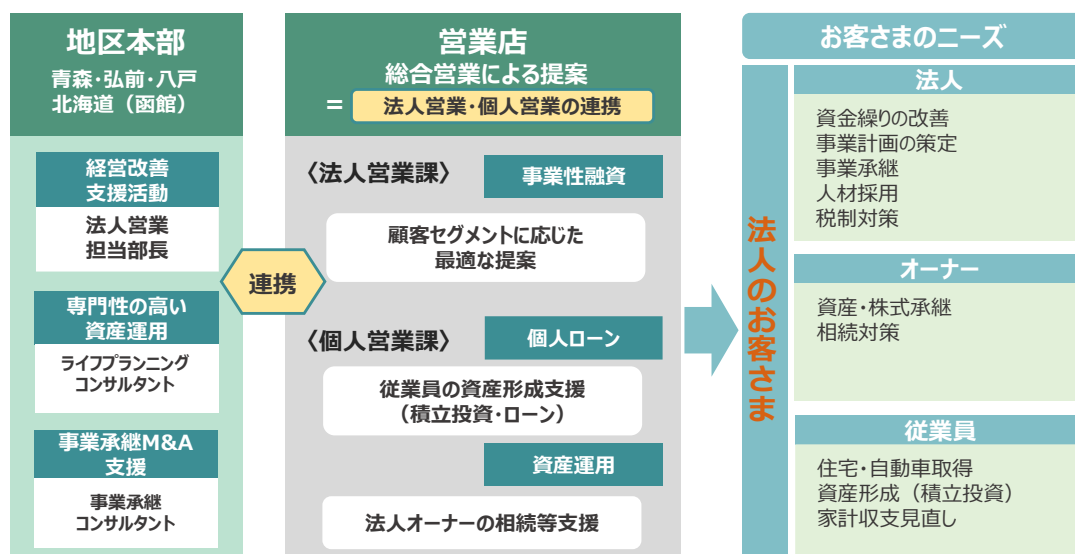 地区本部
青森・弘前・八戸
北海道（函館）
経営改善
支援活動
法人営業
担当部長
専門性の高い
資産運用
ライフプランニング
コンサルタント
事業承継M&A
支援
事業承継
コンサルタント
連携
営業店
総合営業による提案
= 法人営業・個人営業の連携
〈法人営業課〉
事業性融資
顧客セグメントに応じた
最適な提案
〈個人営業課〉
個人ローン
従業員の資産形成支援
（積立投資・ローン）
資産運用
法人オーナーの相続等支援
お客さまのニーズ
法人のお客さま
法人
資金繰りの改善
事業計画の策定
事業承継
人材採用
税制対策
オーナー
資産・株式承継
相続対策
従業員
住宅・自動車取得
資産形成（積立投資）
家計収支見直し